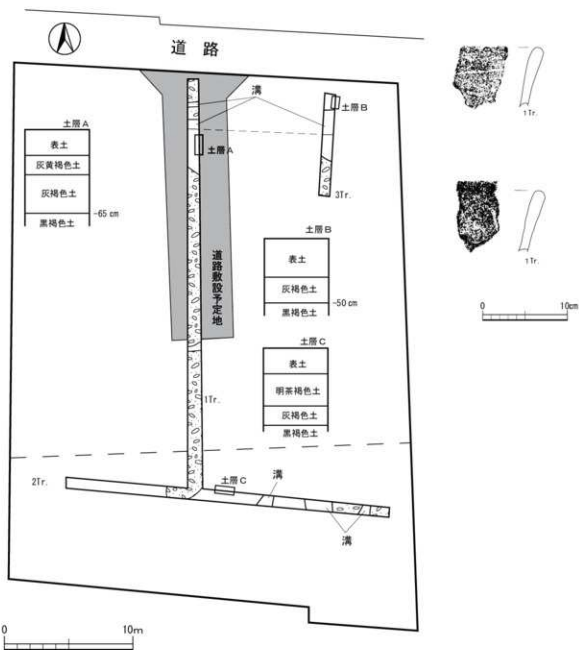 道路
溝
土層B
土層A
土層A
表土
灰黄褐色土
灰褐色土
-65 cm
黒褐色土
3Tr.
道路敷設予定地
土層B
表土
灰褐色土
-50 cm
黒褐色土
土層C
表土
明茶褐色土
灰褐色土
黒褐色土
1Tr.
2Tr.
土層C
溝
溝
0 10m
1Tr.
1Tr.
0 10cm